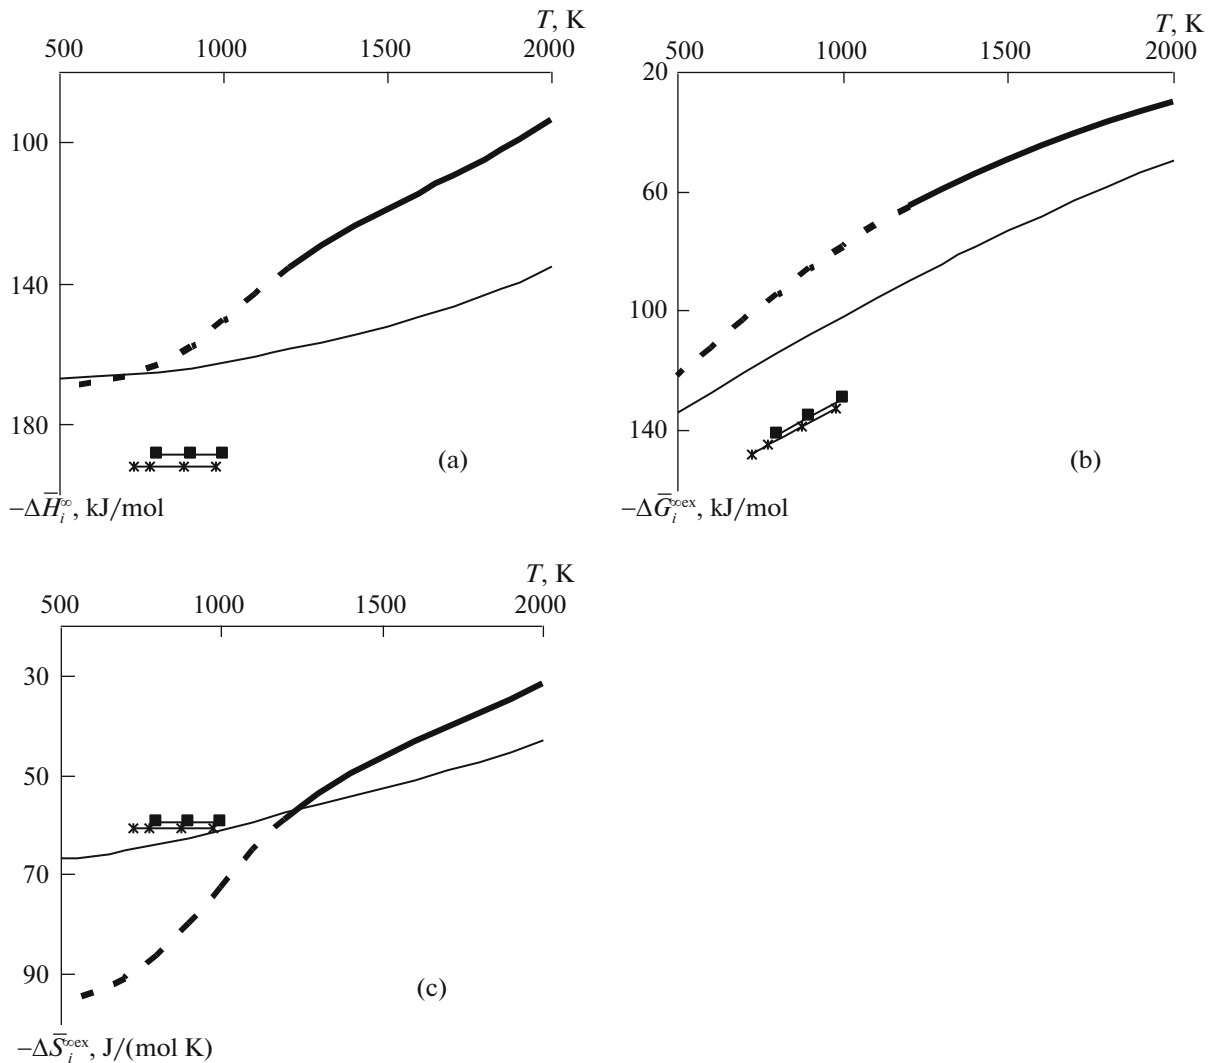 T, K
500 1000 1500 2000
100
140
180
(a)
−ΔH̅ᵢ^∞, kJ/mol
T, K
500 1000 1500 2000
20
60
100
140
(b)
−ΔG̅ᵢ^∞ex, kJ/mol
T, K
500 1000 1500 2000
30
50
70
90
(c)
−ΔS̅ᵢ^∞ex, J/(mol K)